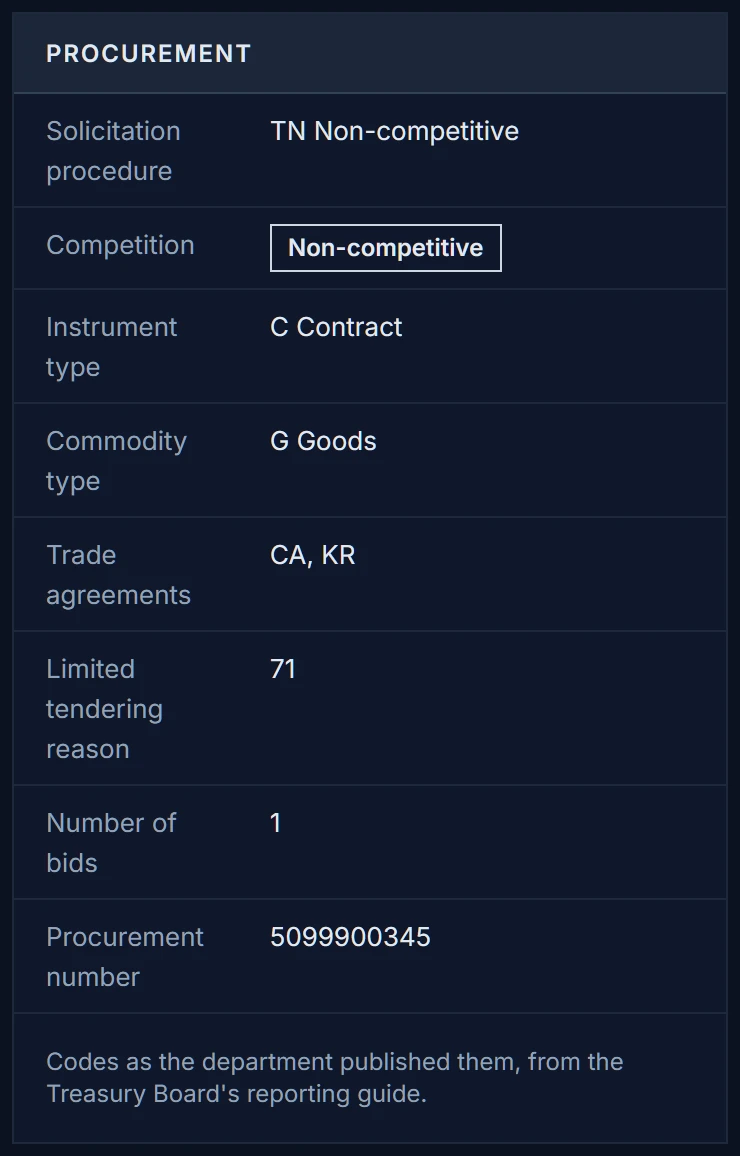 PROCUREMENT
Solicitation procedure
TN Non-competitive
Competition
Non-competitive
Instrument type
C Contract
Commodity type
G Goods
Trade agreements
CA, KR
Limited tendering reason
71
Number of bids
1
Procurement number
5099900345
Codes as the department published them, from the
Treasury Board's reporting guide.